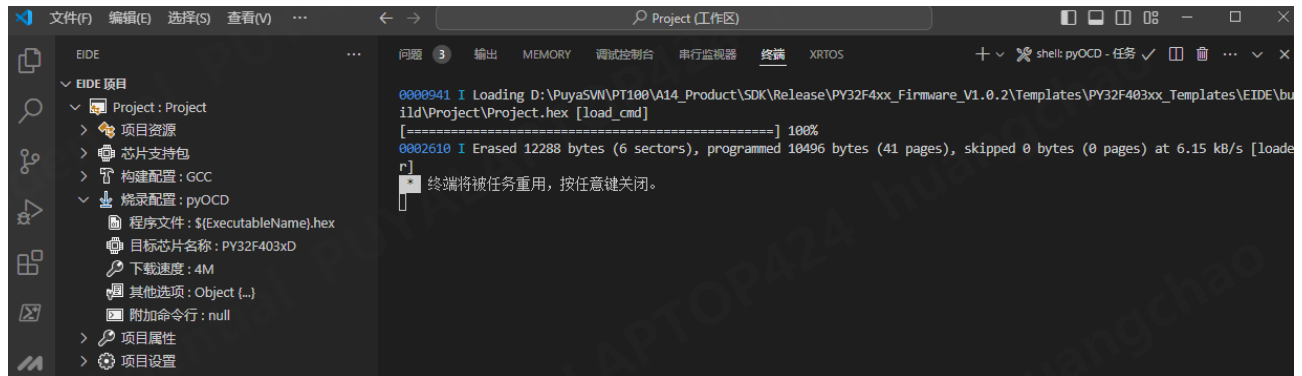 文件(F) 编辑(E) 选择(S) 查看(V) ··· Project (工作区)
EIDE ···
问题 3 输出 MEMORY 调试控制台 串行监视器 终端 XRTOS shell: pyOCD - 任务
EIDE 项目
Project : Project
项目资源
芯片支持包
构建配置 : GCC
烧录配置 : pyOCD
程序文件 : ${ExecutableName}.hex
目标芯片名称 : PY32F403xD
下载速度 : 4M
其他选项 : Object {...}
附加命令行 : null
项目属性
项目设置
0000941 I Loading D:\PuyaSVN\PT100\A14_Product\SDK\Release\PY32F4xx_Firmware_V1.0.2\Templates\PY32F403xx_Templates\EIDE\bu
ild\Project\Project.hex [load_cmd]
[==================================================] 100%
0002610 I Erased 12288 bytes (6 sectors), programmed 10496 bytes (41 pages), skipped 0 bytes (0 pages) at 6.15 kB/s [loade
r]
* 终端将被任务重用，按任意键关闭。